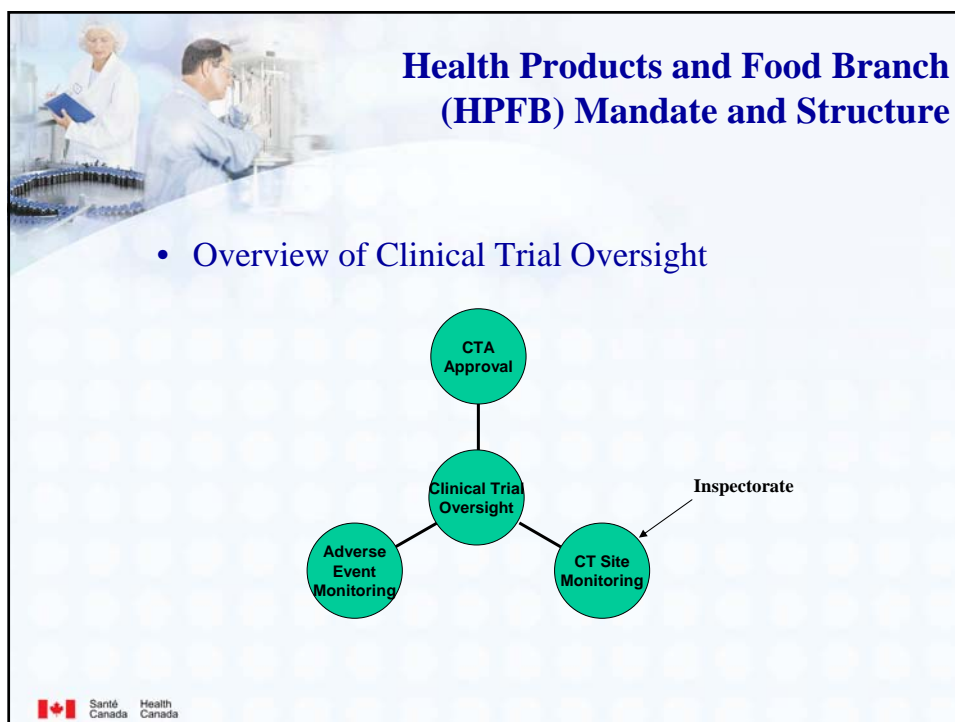 Health Products and Food Branch
(HPFB) Mandate and Structure
• Overview of Clinical Trial Oversight
CTA
Approval
Clinical Trial
Oversight
Inspectorate
Adverse
Event
Monitoring
CT Site
Monitoring
Santé Health
Canada Canada